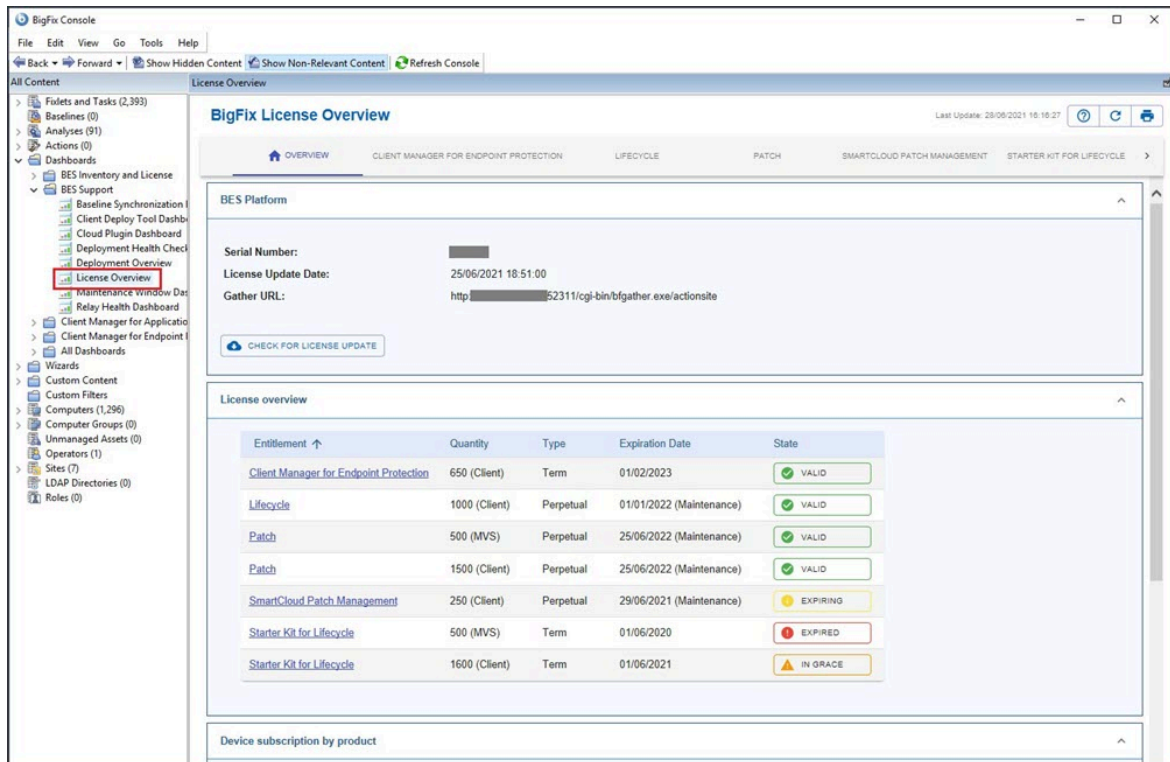 BigFix Console
File Edit View Go Tools Help
Back Forward Show Hidden Content Show Non-Relevant Content Refresh Console
All Content
License Overview
Fixlets and Tasks (2,393)
Baselines (0)
Analyses (91)
Actions (0)
Dashboards
BES Inventory and License
BES Support
Baseline Synchronization
Client Deploy Tool Dashb
Cloud Plugin Dashboard
Deployment Health Check
Deployment Overview
License Overview
Maintenance Window Das
Relay Health Dashboard
Client Manager for Applicatio
Client Manager for Endpoint
All Dashboards
Wizards
Custom Content
Custom Filters
Computers (1,296)
Computer Groups (0)
Unmanaged Assets (0)
Operators (1)
Sites (7)
LDAP Directories (0)
Roles (0)
BigFix License Overview
Last Update: 28/06/2021 16:16:27
OVERVIEW CLIENT MANAGER FOR ENDPOINT PROTECTION LIFECYCLE PATCH SMARTCLOUD PATCH MANAGEMENT STARTER KIT FOR LIFECYCLE
BES Platform
Serial Number:
License Update Date: 25/06/2021 18:51:00
Gather URL: http: 52311/cgi-bin/bfgather.exe/actionsite
CHECK FOR LICENSE UPDATE
License overview
Entitlement Quantity Type Expiration Date State
Client Manager for Endpoint Protection 650 (Client) Term 01/02/2023 VALID
Lifecycle 1000 (Client) Perpetual 01/01/2022 (Maintenance) VALID
Patch 500 (MVS) Perpetual 25/06/2022 (Maintenance) VALID
Patch 1500 (Client) Perpetual 25/06/2022 (Maintenance) VALID
SmartCloud Patch Management 250 (Client) Perpetual 29/06/2021 (Maintenance) EXPIRING
Starter Kit for Lifecycle 500 (MVS) Term 01/06/2020 EXPIRED
Starter Kit for Lifecycle 1600 (Client) Term 01/06/2021 IN GRACE
Device subscription by product